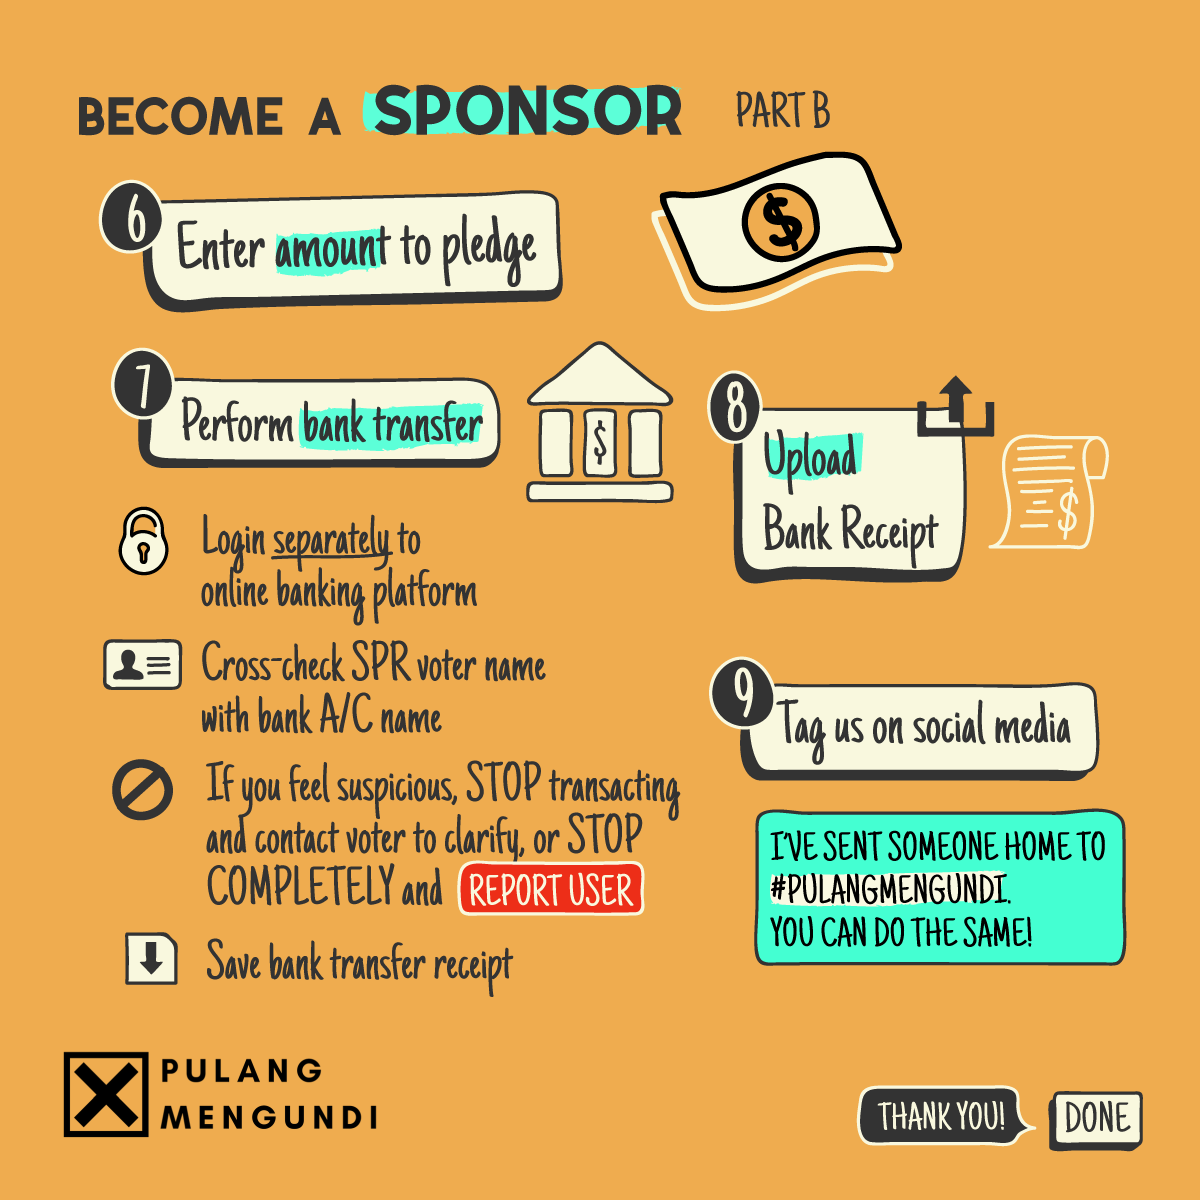 BECOME A SPONSOR PART B
6
Enter amount to pledge
$
7
Perform bank transfer
$
Login separately to
online banking platform
Cross-check SPR voter name
with bank A/C name
If you feel suspicious, STOP transacting
and contact voter to clarify, or STOP
COMPLETELY and REPORT USER
Save bank transfer receipt
8
Upload
Bank Receipt
$
9
Tag us on social media
I'VE SENT SOMEONE HOME TO
#PULANGMENGUNDI.
YOU CAN DO THE SAME!
PULANG
MENGUNDI
THANK YOU!
DONE